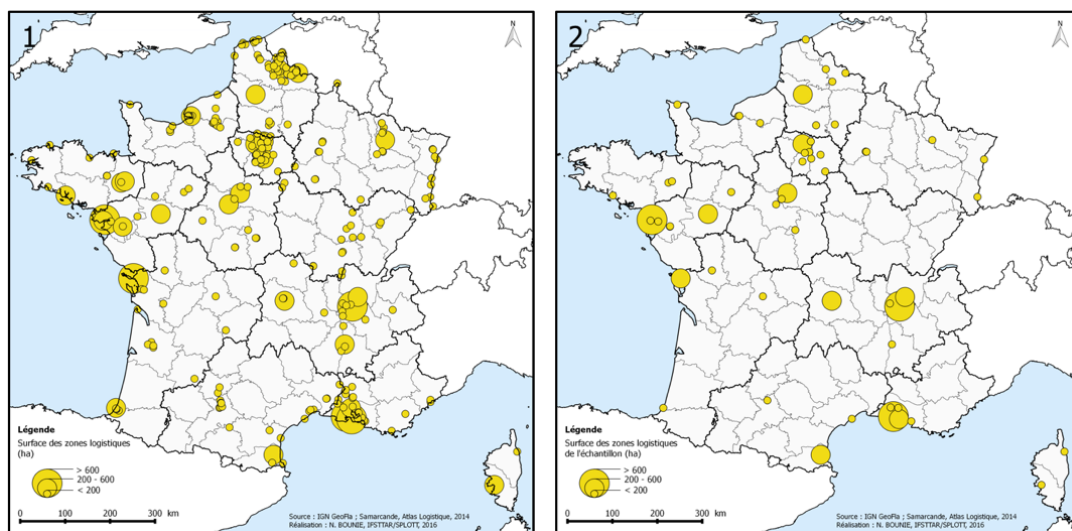 1
N
Légende
Surface des zones logistiques
(ha)
> 600
200 - 600
< 200
0 100 200 300 km
Source : IGN GeoFla ; Samarcande, Atlas Logistique, 2014
Réalisation : N. BOUNIE, IFSTTAR/SPLOTT, 2016
2
N
Légende
Surface des zones logistiques
de l'échantillon (ha)
> 600
200 - 600
< 200
0 100 200 300 km
Source : IGN GeoFla ; Samarcande, Atlas Logistique, 2014
Réalisation : N. BOUNIE, IFSTTAR/SPLOTT, 2016